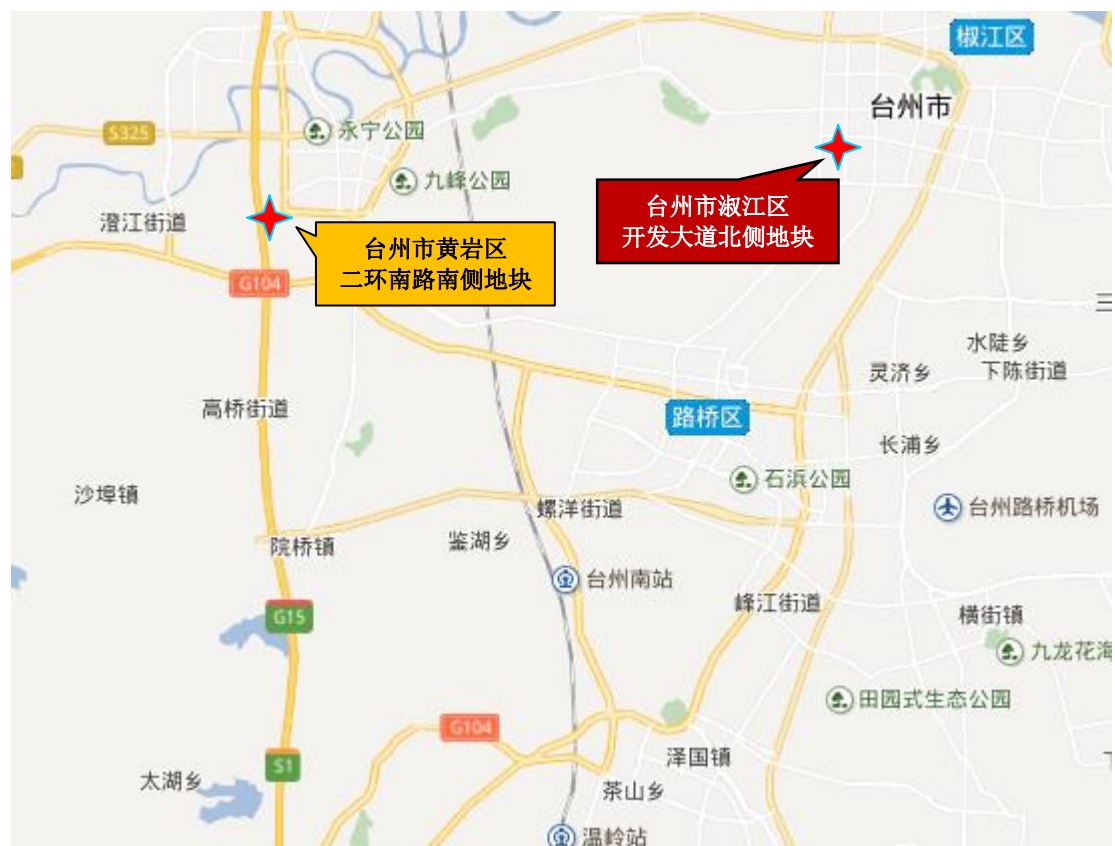 椒江区
台州市
S325
永宁公园
九峰公园
台州市淑江区
开发大道北侧地块
澄江街道
台州市黄岩区
二环南路南侧地块
G104
三
水陡乡
灵济乡
下陈街道
高桥街道
路桥区
长浦乡
石浜公园
沙埠镇
螺洋街道
台州路桥机场
鉴湖乡
院桥镇
台州南站
峰江街道
G15
横街镇
九龙花海
田园式生态公园
G104
泽国镇
S1
太湖乡
茶山乡
温岭站